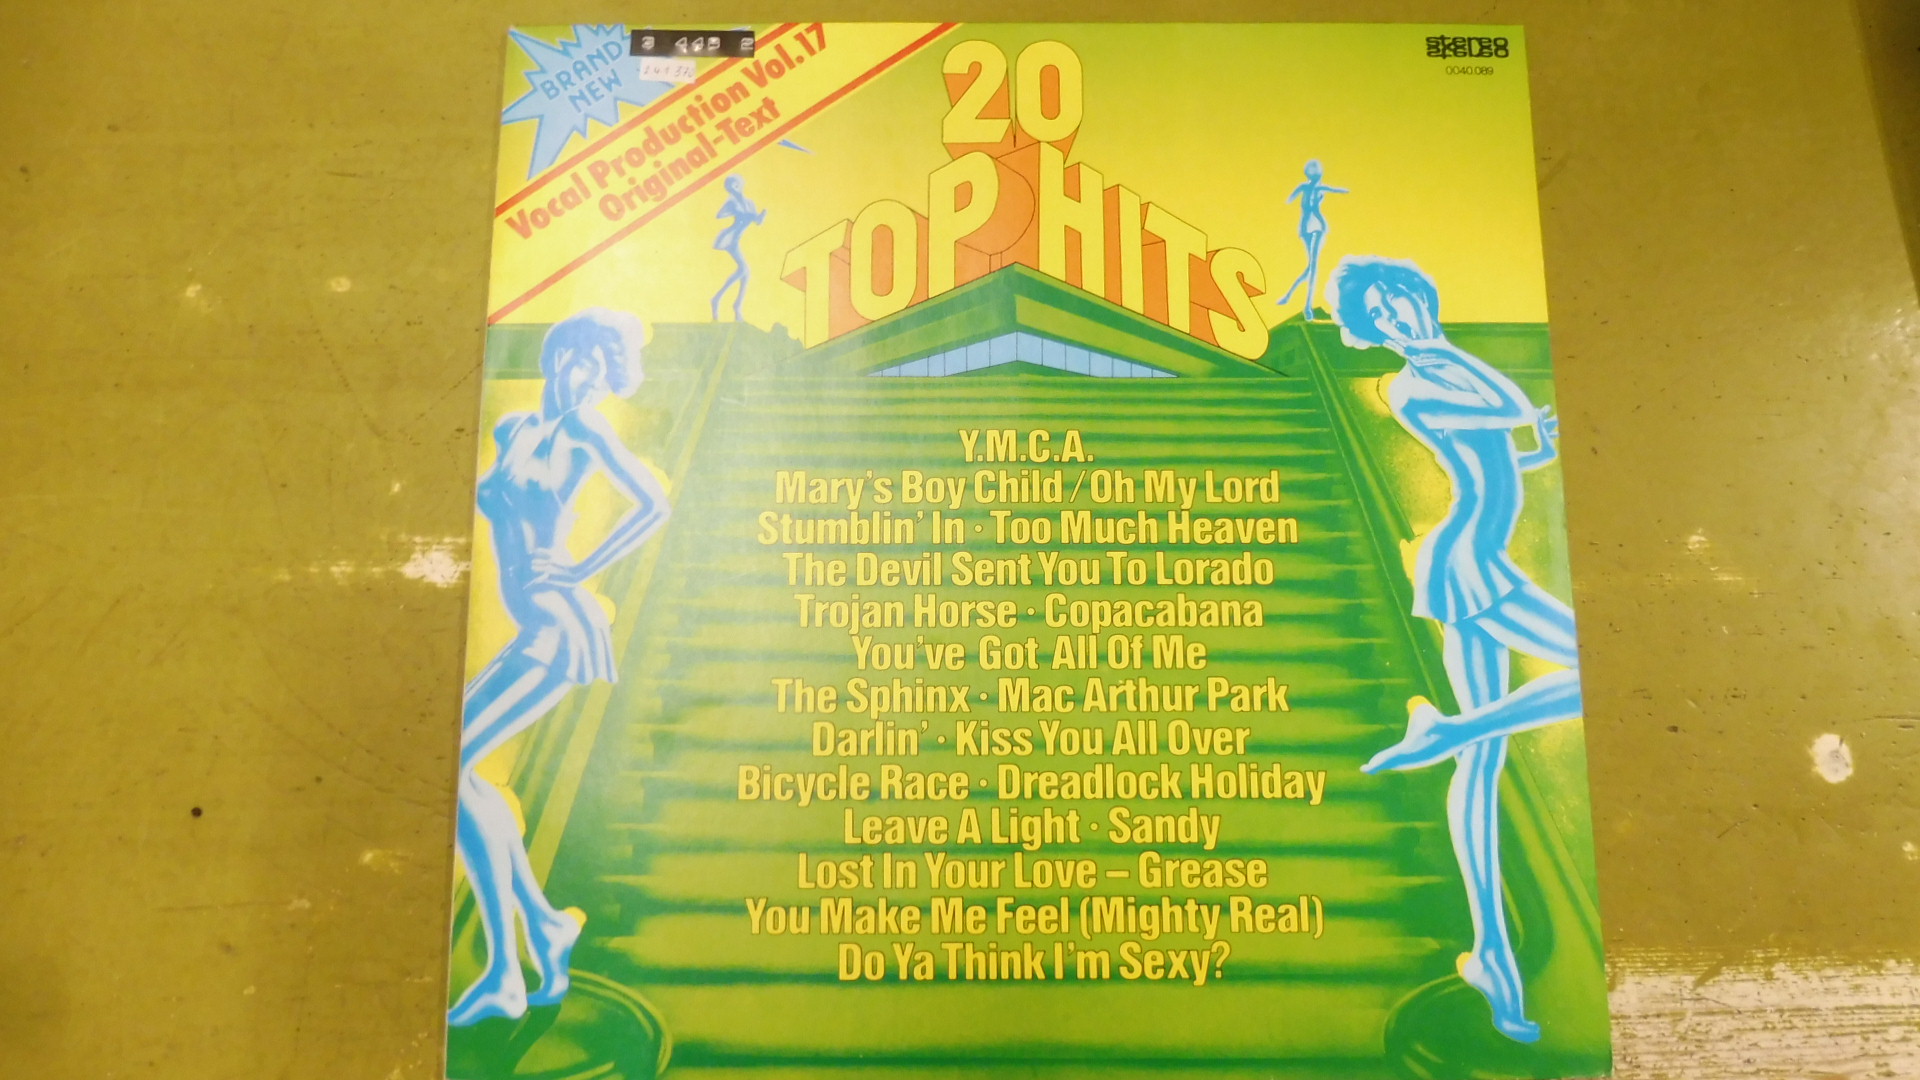 BRAND
NEW
Vocal Production Vol.17
Original-Text
20
TOP HITS
stereo
0040.089
Y.M.C.A.
Mary's Boy Child / Oh My Lord
Stumblin' In · Too Much Heaven
The Devil Sent You To Lorado
Trojan Horse · Copacabana
You've Got All Of Me
The Sphinx · Mac Arthur Park
Darlin' · Kiss You All Over
Bicycle Race · Dreadlock Holiday
Leave A Light · Sandy
Lost In Your Love – Grease
You Make Me Feel (Mighty Real)
Do Ya Think I'm Sexy?